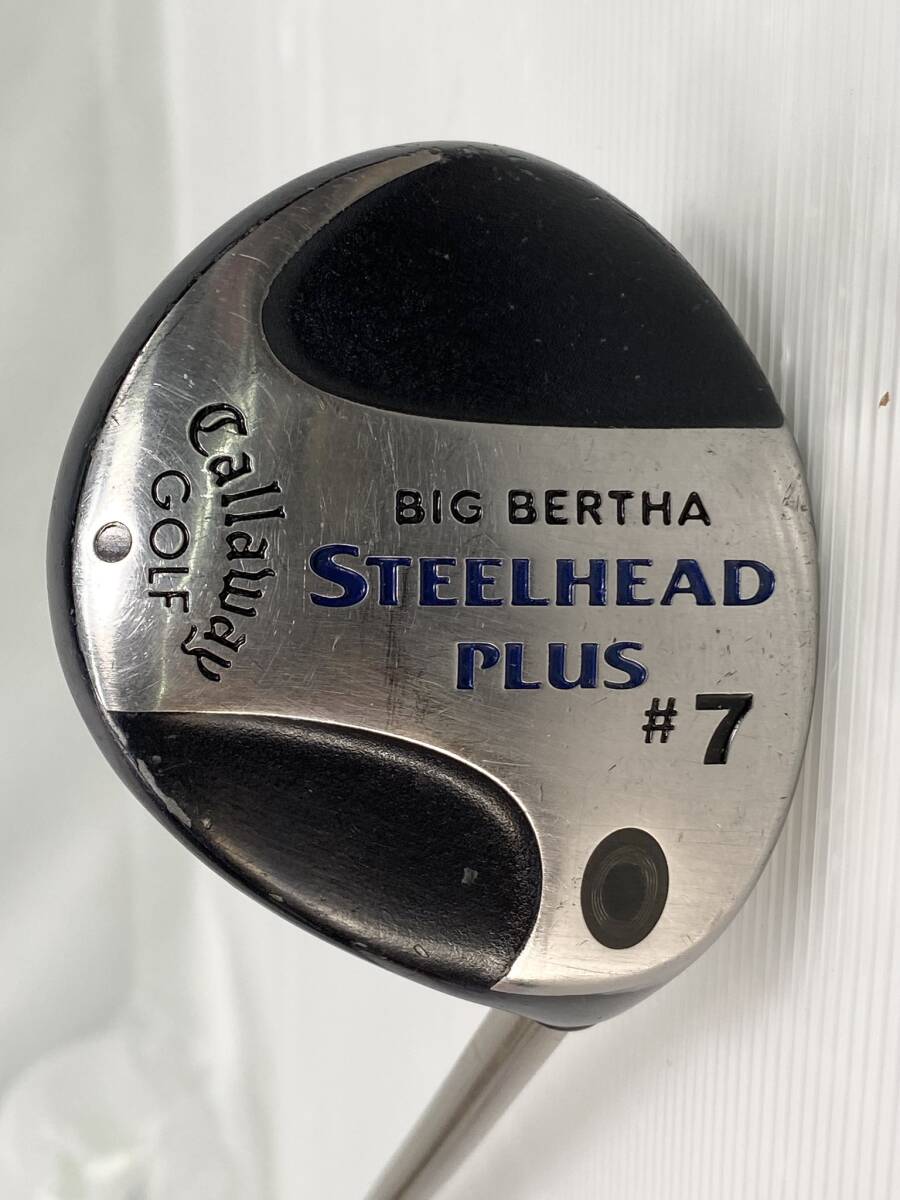 Callaway
GOLF
BIG BERTHA
STEELHEAD
PLUS
#7